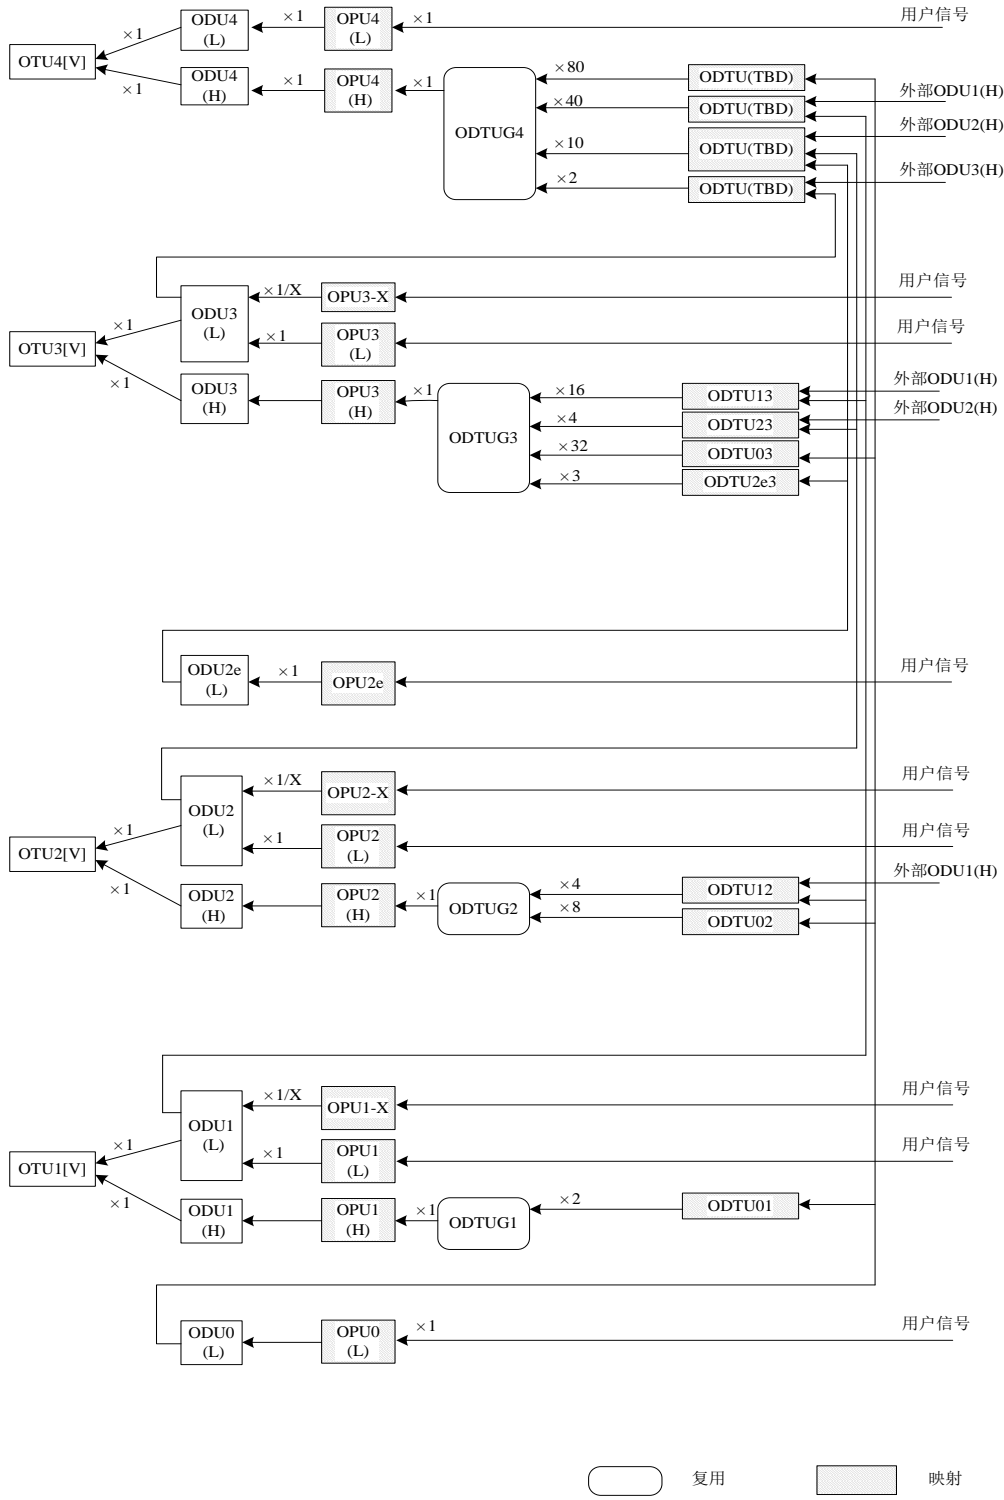 ODU4
(L)
×1
OPU4
(L)
×1
用户信号
×1
OTU4[V]
×1
ODU4
(H)
×1
OPU4
(H)
×1
ODTUG4
×80
ODTU(TBD)
外部ODU1(H)
×40
ODTU(TBD)
外部ODU2(H)
×10
ODTU(TBD)
外部ODU3(H)
×2
ODTU(TBD)
×1/X
OPU3-X
用户信号
ODU3
(L)
×1
OTU3[V]
×1
OPU3
(L)
用户信号
×1
ODU3
(H)
OPU3
(H)
×1
ODTUG3
×16
ODTU13
外部ODU1(H)
×4
ODTU23
外部ODU2(H)
×32
ODTU03
×3
ODTU2e3
ODU2e
(L)
×1
OPU2e
用户信号
×1/X
OPU2-X
用户信号
ODU2
(L)
×1
OTU2[V]
×1
OPU2
(L)
用户信号
×1
ODU2
(H)
OPU2
(H)
×1
ODTUG2
×4
ODTU12
外部ODU1(H)
×8
ODTU02
×1/X
OPU1-X
用户信号
ODU1
(L)
×1
OTU1[V]
×1
OPU1
(L)
用户信号
×1
ODU1
(H)
OPU1
(H)
×1
ODTUG1
×2
ODTU01
ODU0
(L)
OPU0
(L)
×1
用户信号
复用
映射